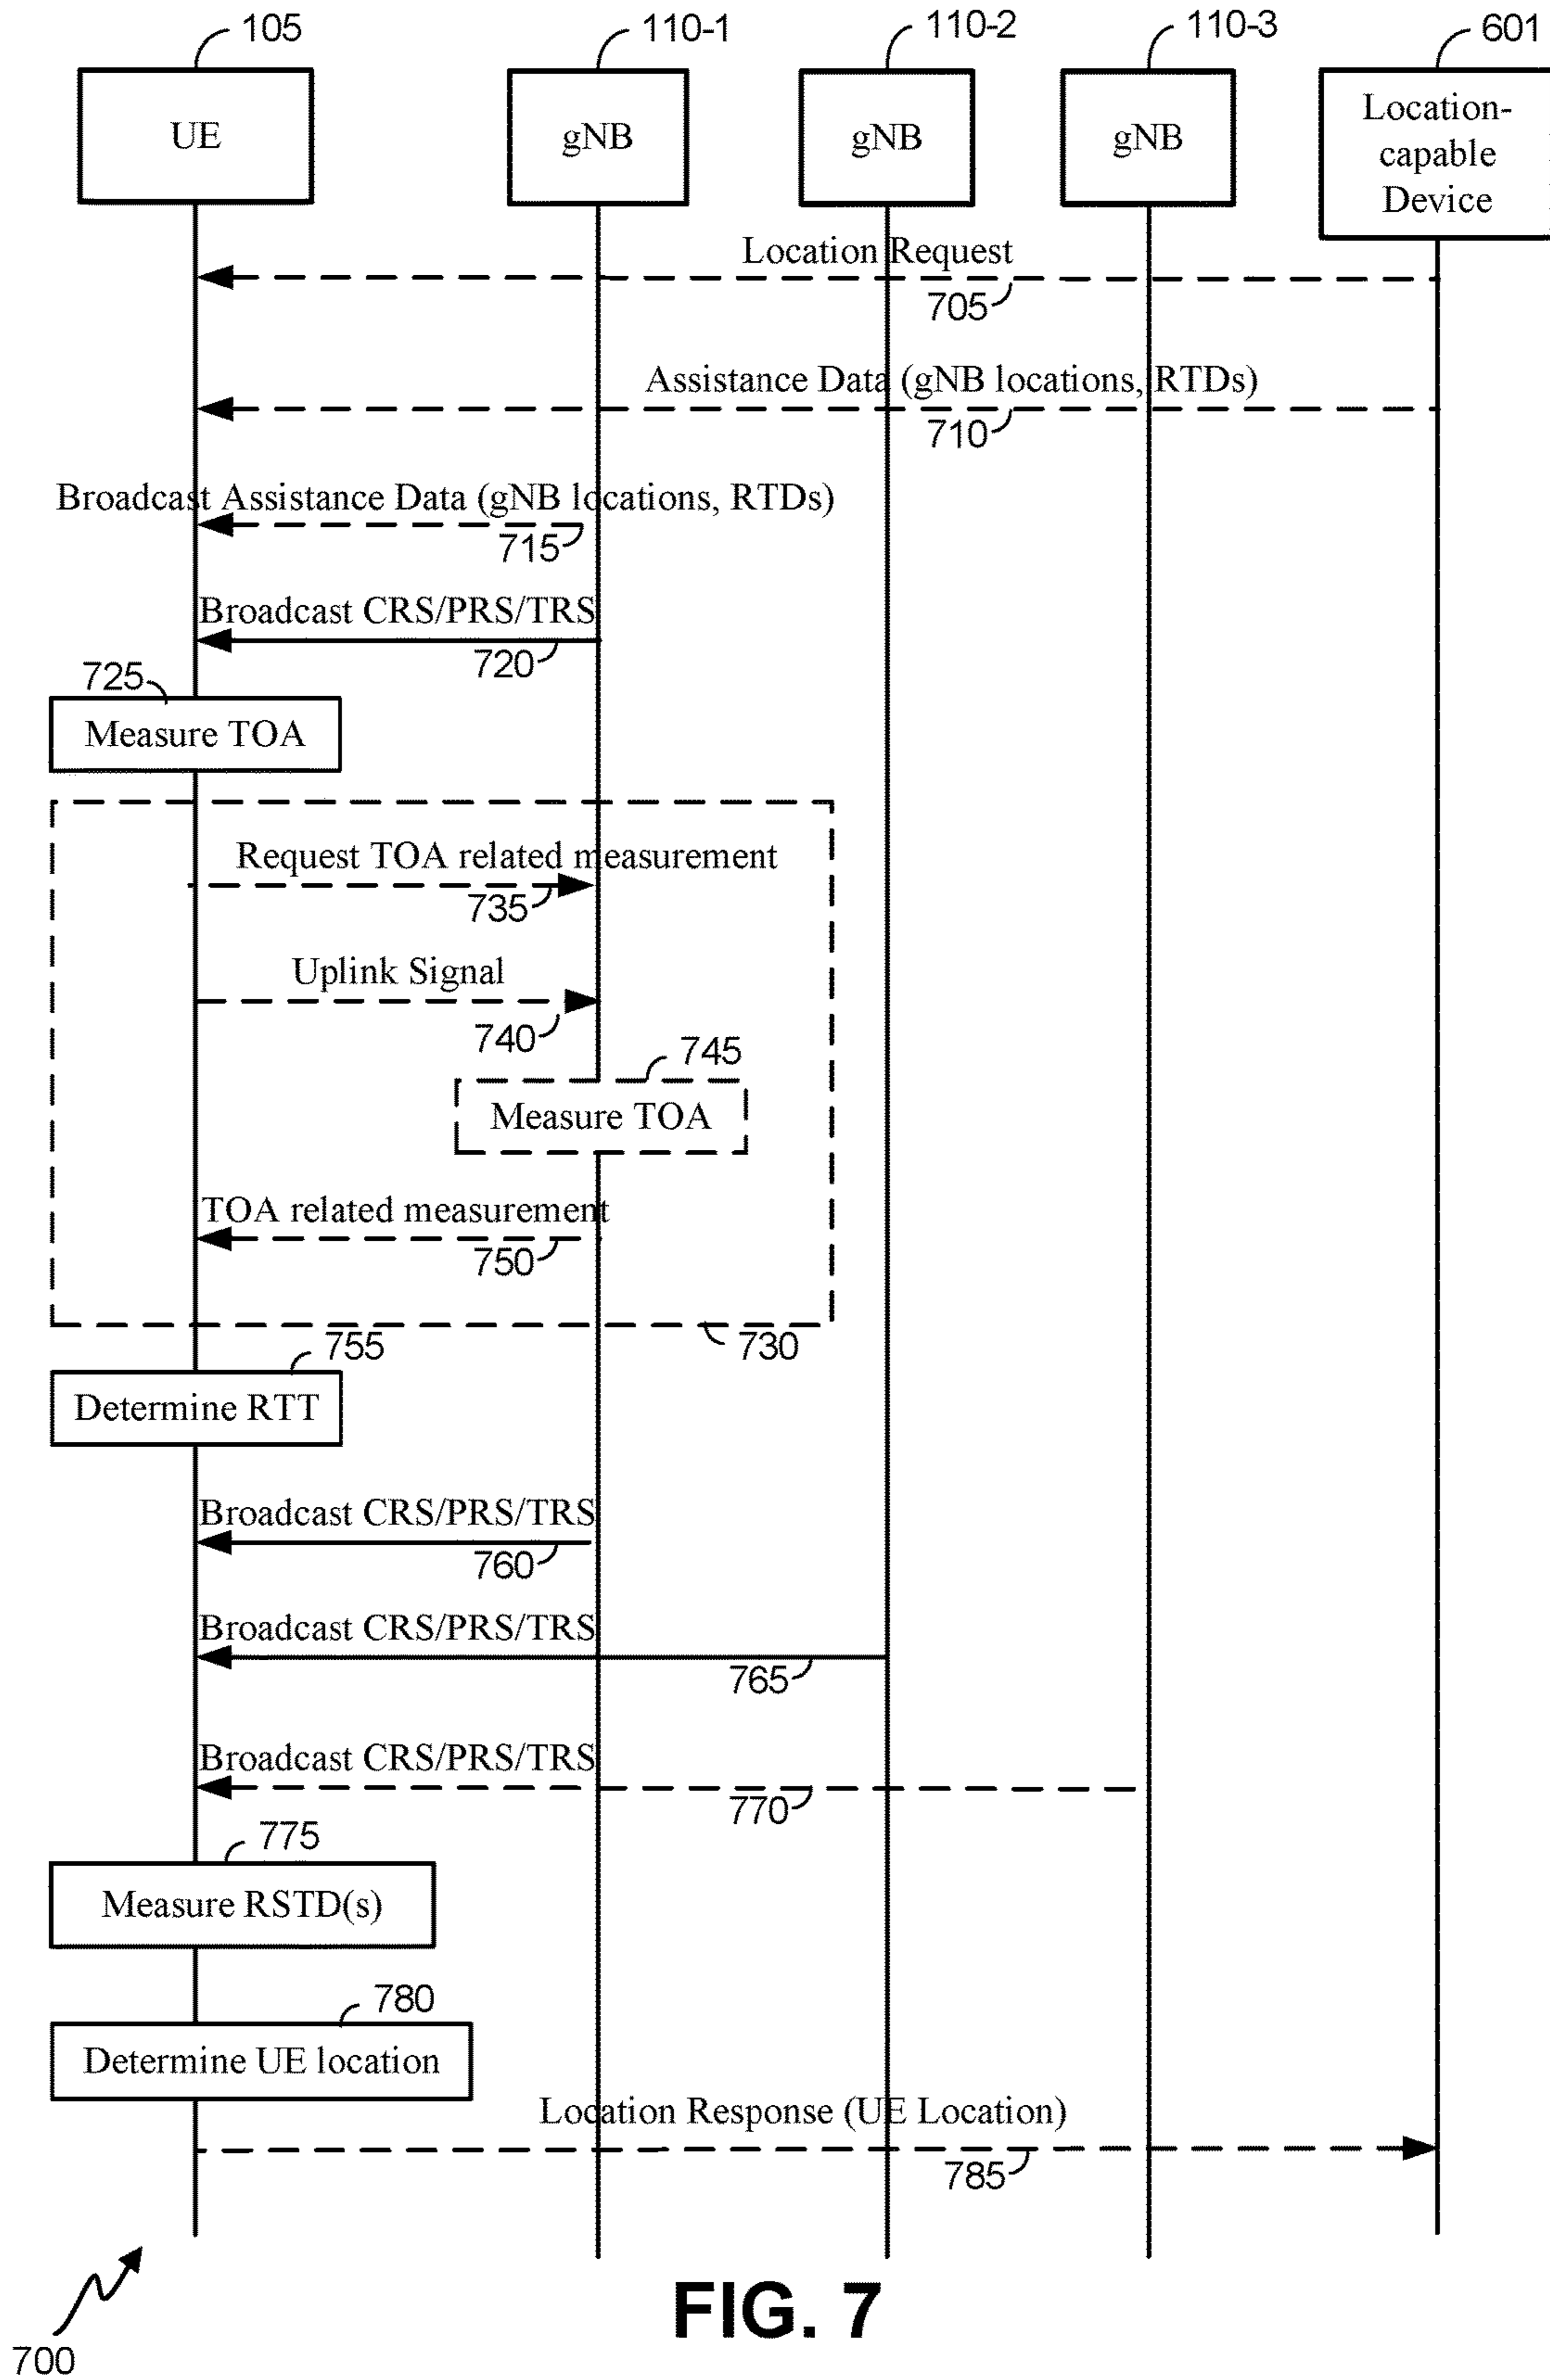 105
110-1
110-2
110-3
601
UE
gNB
gNB
gNB
Location-
capable
Device
Location Request
705
Assistance Data (gNB locations, RTDs)
710
Broadcast Assistance Data (gNB locations, RTDs)
715
Broadcast CRS/PRS/TRS
720
725
Measure TOA
Request TOA related measurement
735
Uplink Signal
740
745
Measure TOA
TOA related measurement
750
730
755
Determine RTT
Broadcast CRS/PRS/TRS
760
Broadcast CRS/PRS/TRS
765
Broadcast CRS/PRS/TRS
770
775
Measure RSTD(s)
780
Determine UE location
Location Response (UE Location)
785
700
FIG. 7